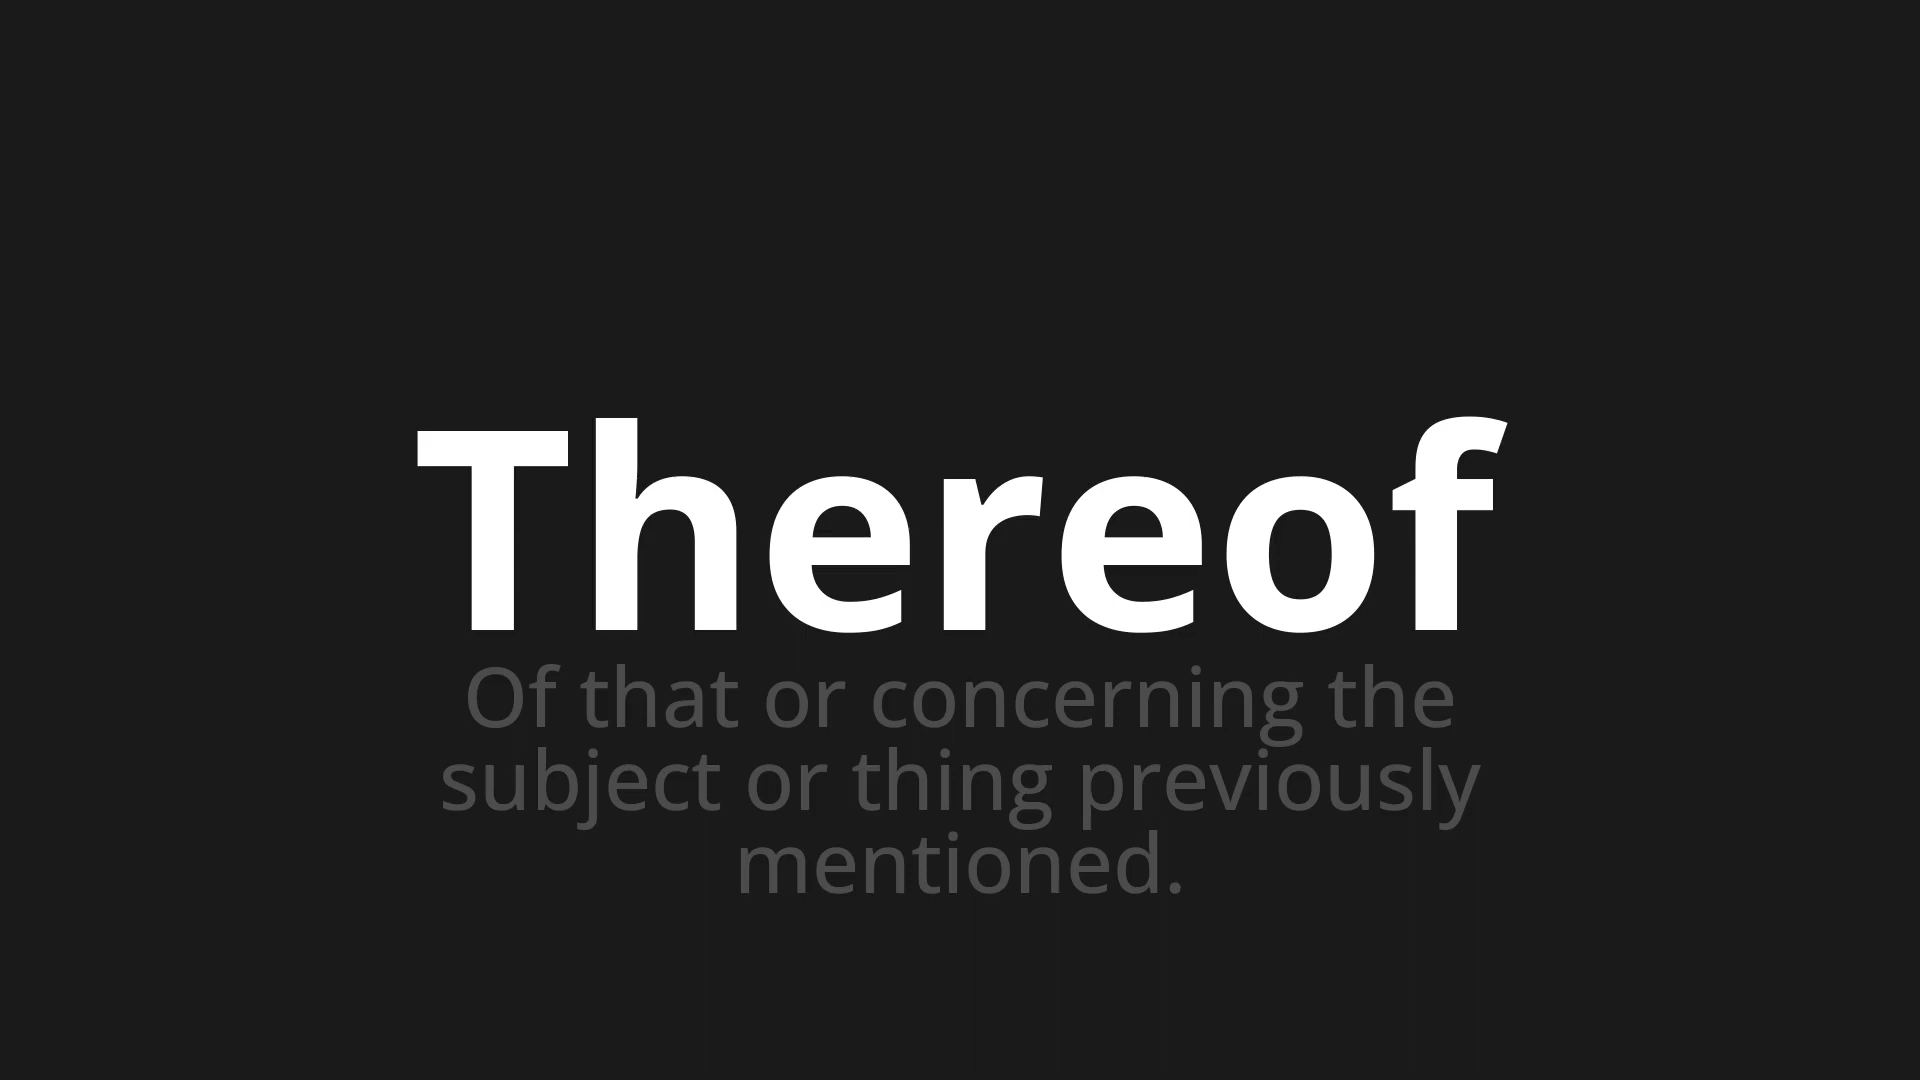 Thereof
Of that or concerning the
subject or thing previously
mentioned.